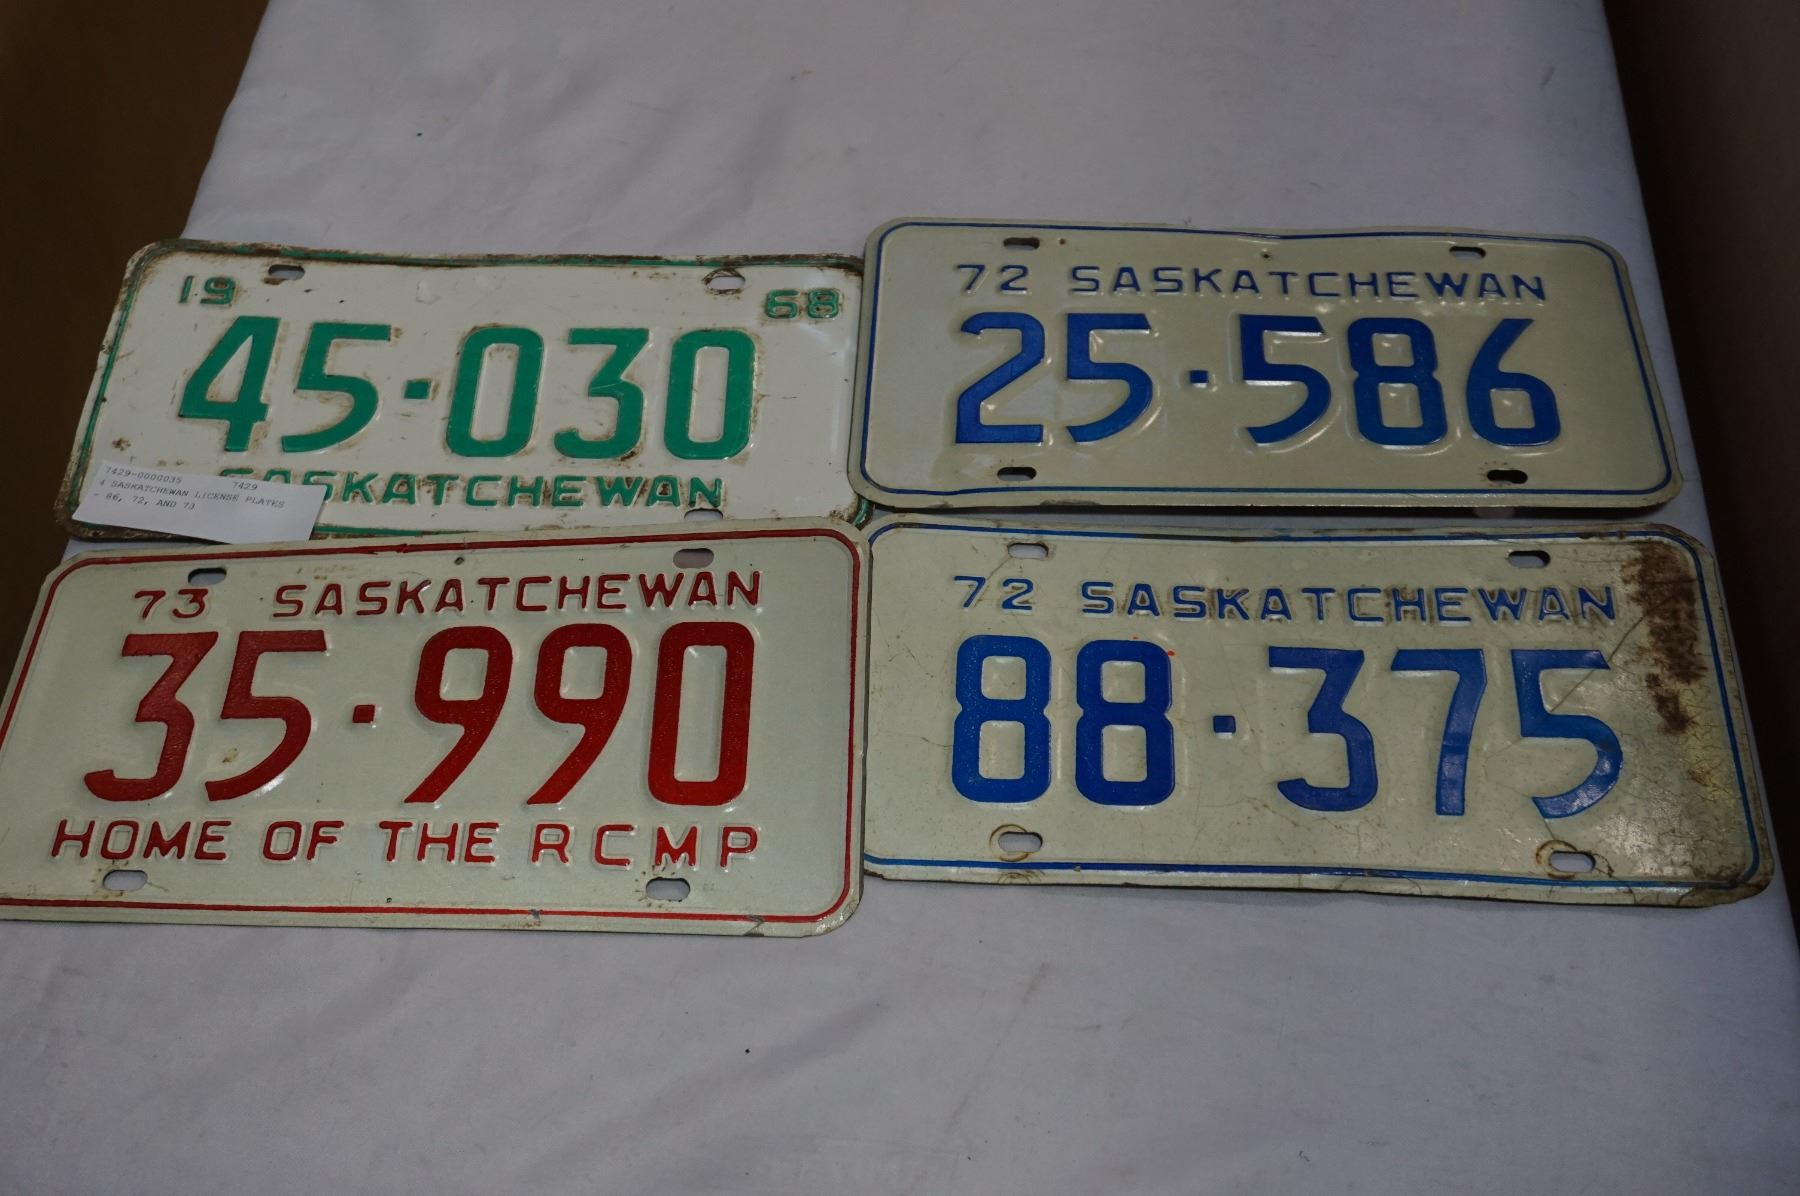 19 68
45·030
SASKATCHEWAN
7429-0000035 7429
4 SASKATCHEWAN LICENSE PLATES
- 86, 72, AND 73
72 SASKATCHEWAN
25·586
73 SASKATCHEWAN
35·990
HOME OF THE RCMP
72 SASKATCHEWAN
88·375